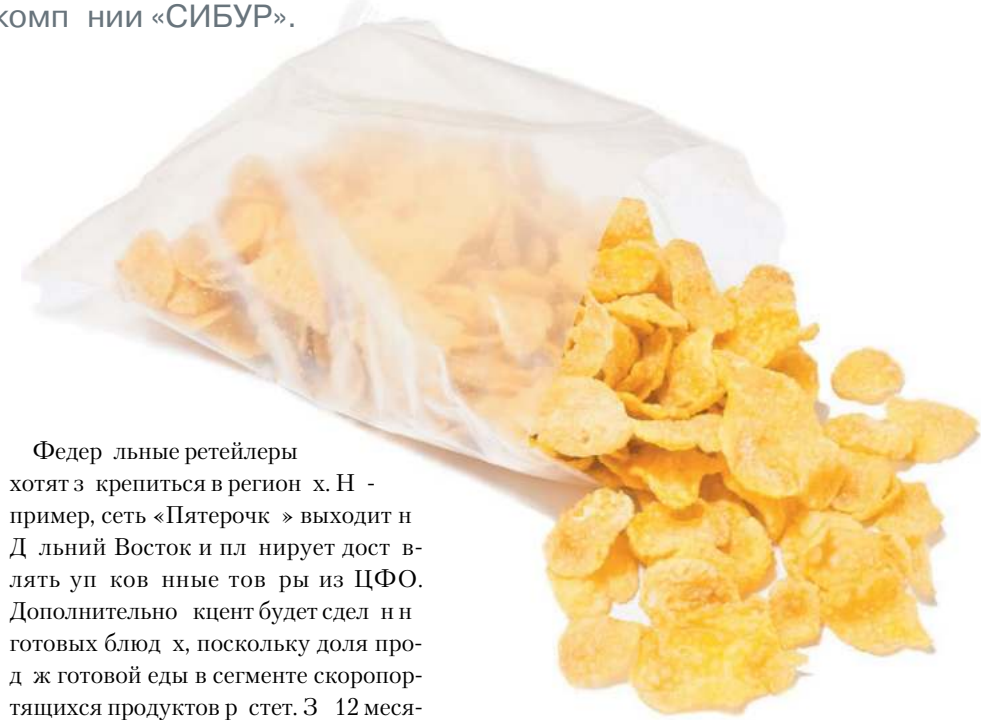 комп нии «СИБУР».
Федер льные ретейлеры
хотят з крепиться в регион х. Н -
пример, сеть «Пятерочк » выходит н
Д льний Восток и пл нирует дост в-
лять уп ков нные тов ры из ЦФО.
Дополнительно кцент будет сдел н н
готовых блюд х, поскольку доля про-
д ж готовой еды в сегменте скоропор-
тящихся продуктов р стет. З 12 меся-